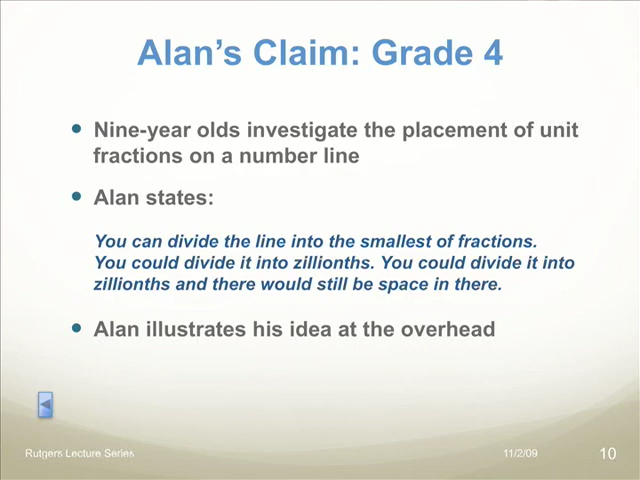 Alan’s Claim: Grade 4
Nine-year olds investigate the placement of unit
fractions on a number line
Alan states:
You can divide the line into the smallest of fractions.
You could divide it into zillionths. You could divide it into
zillionths and there would still be space in there.
Alan illustrates his idea at the overhead
Rutgers Lecture Series
11/2/09
10